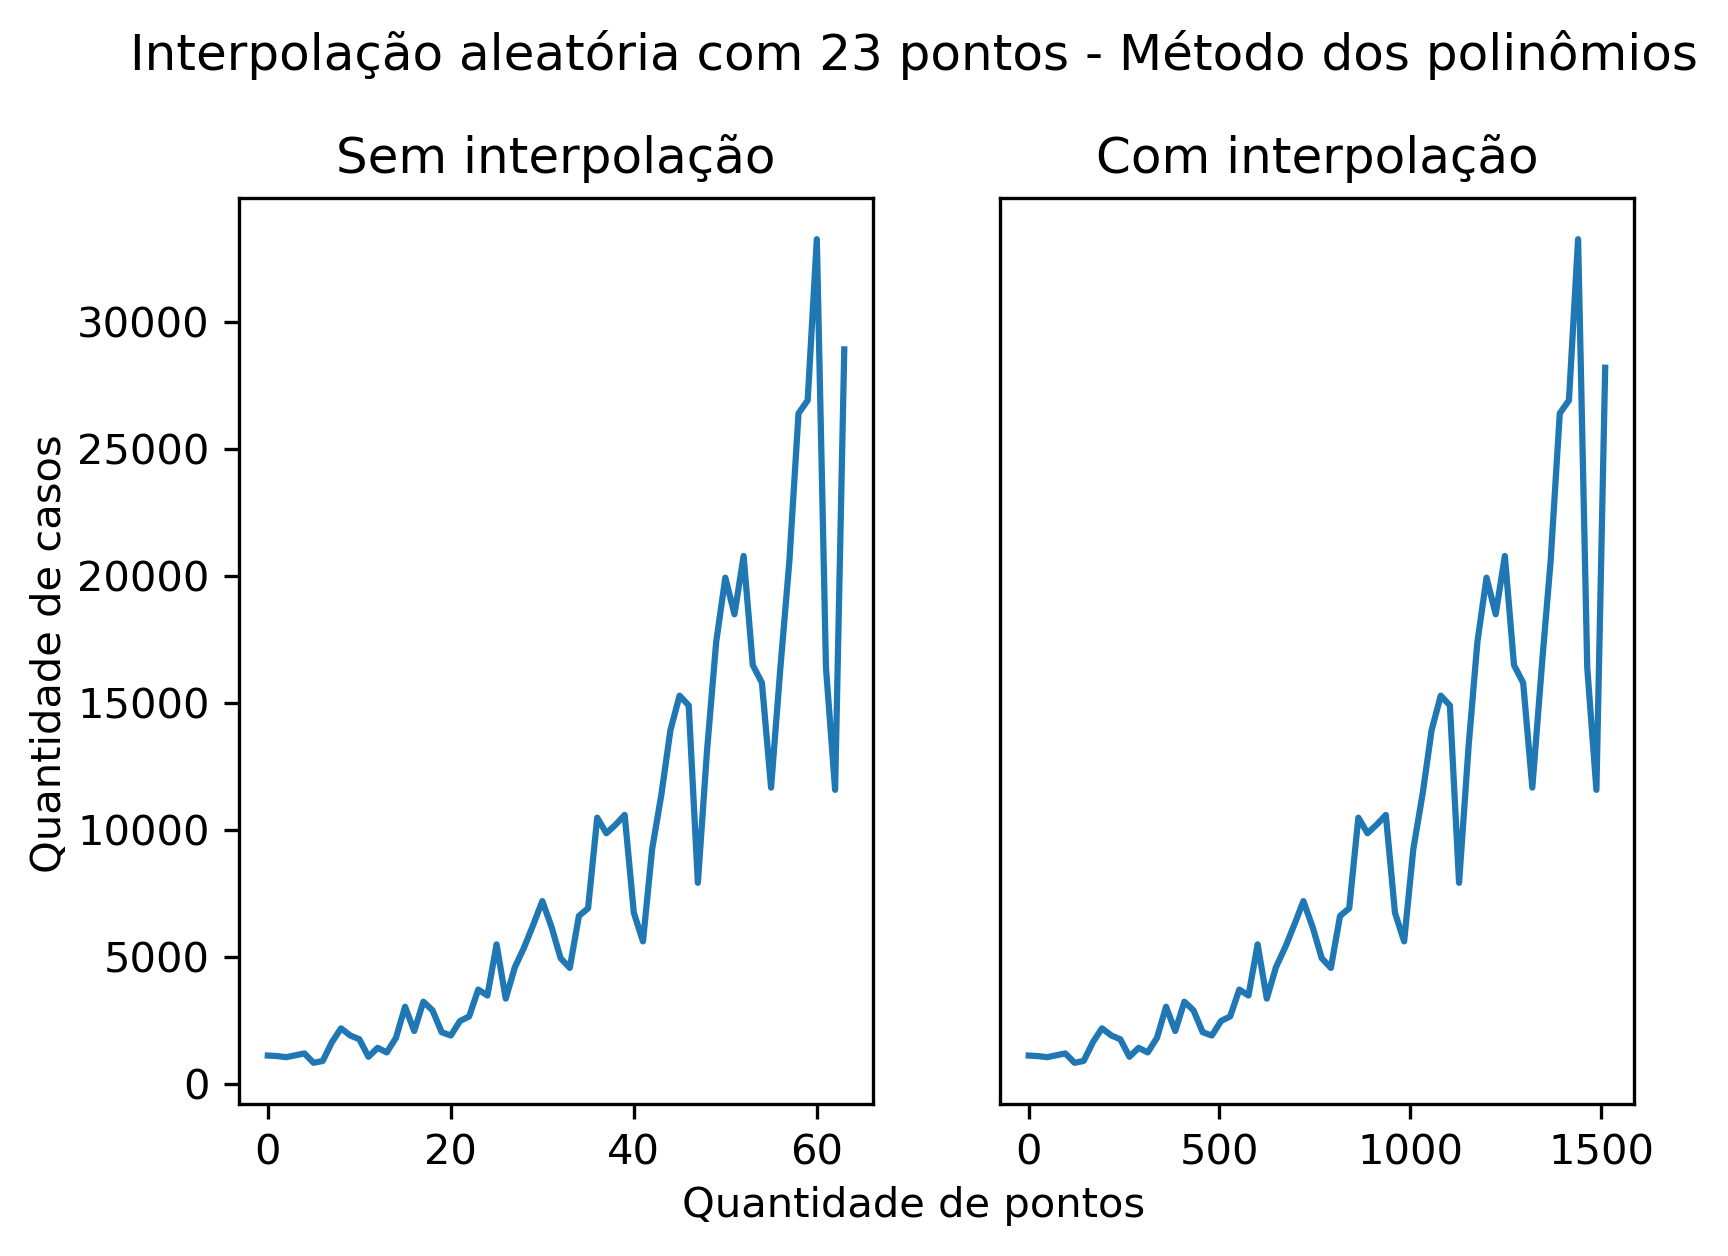 Interpolação aleatória com 23 pontos - Método dos polinômios
Sem interpolação
Com interpolação
Quantidade de casos
30000
25000
20000
15000
10000
5000
0
0 20 40 60
0 500 1000 1500
Quantidade de pontos